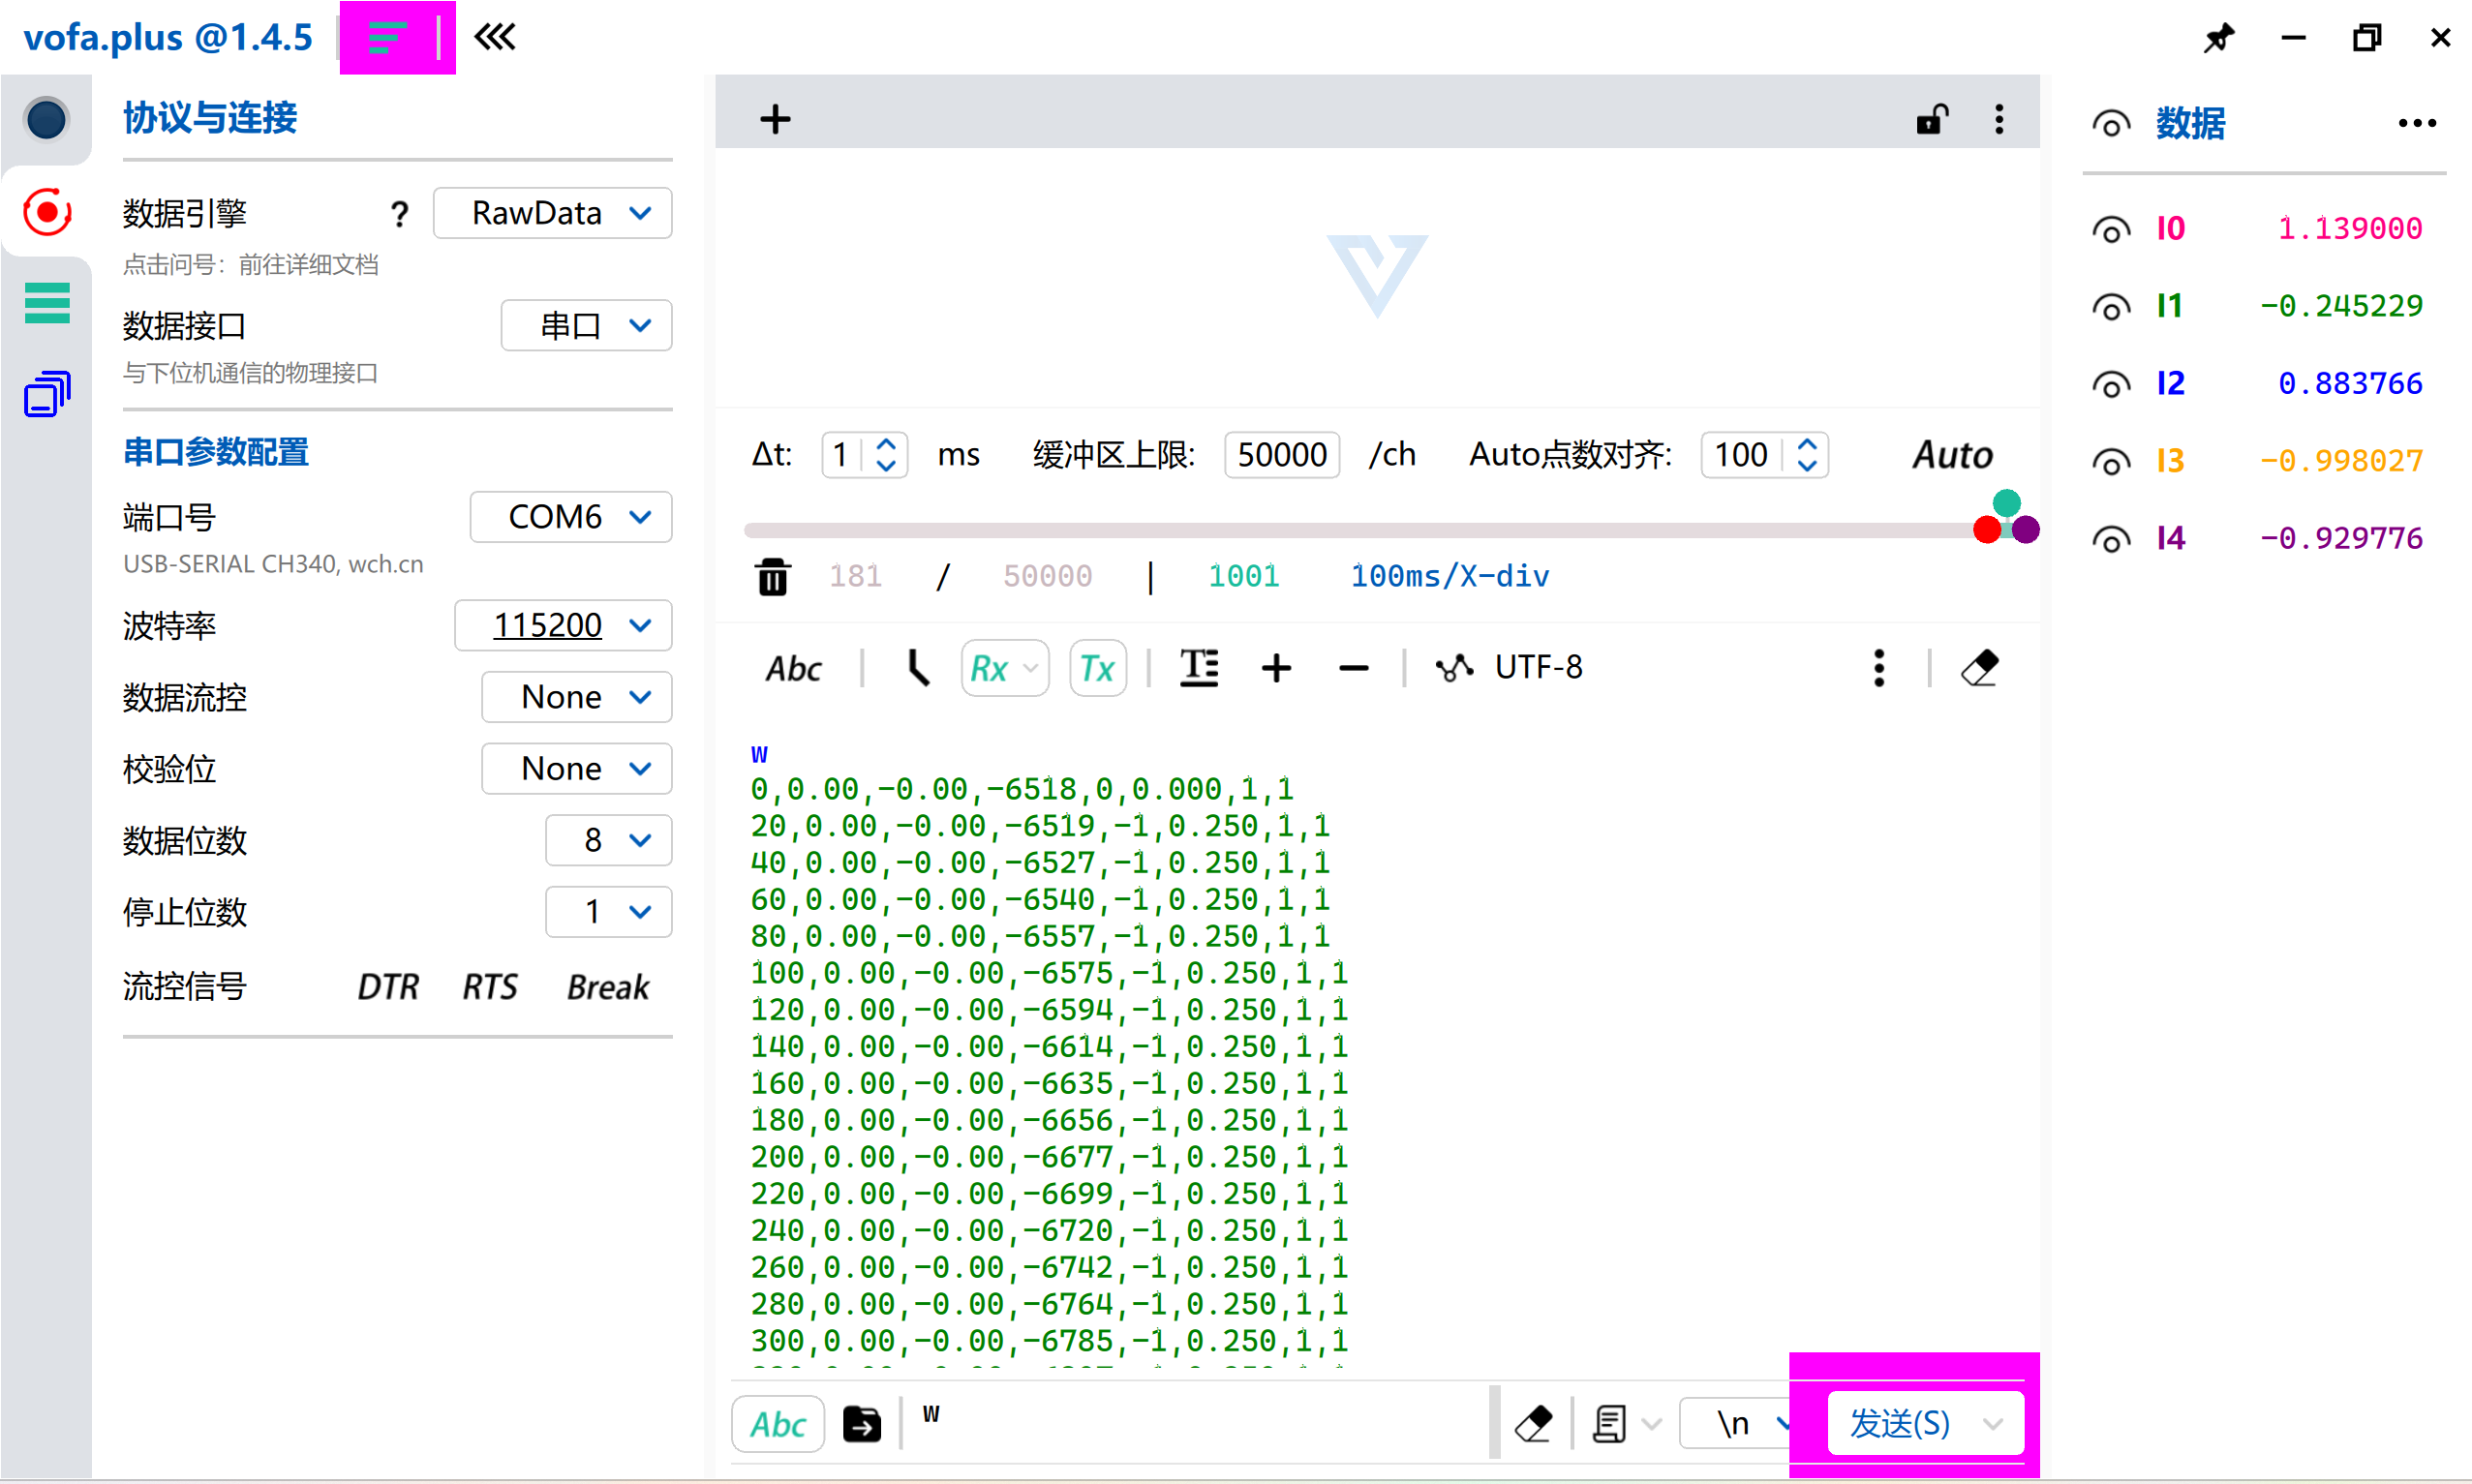 vofa.plus @1.4.5
协议与连接
数据引擎 ? RawData
点击问号：前往详细文档
数据接口 串口
与下位机通信的物理接口
串口参数配置
端口号 COM6
USB-SERIAL CH340, wch.cn
波特率 115200
数据流控 None
校验位 None
数据位数 8
停止位数 1
流控信号 DTR RTS Break
Δt: 1 ms 缓冲区上限: 50000 /ch Auto点数对齐: 100 Auto
181 / 50000 | 1001 100ms/X-div
Abc Rx Tx UTF-8
w
0,0.00,-0.00,-6518,0,0.000,1,1
20,0.00,-0.00,-6519,-1,0.250,1,1
40,0.00,-0.00,-6527,-1,0.250,1,1
60,0.00,-0.00,-6540,-1,0.250,1,1
80,0.00,-0.00,-6557,-1,0.250,1,1
100,0.00,-0.00,-6575,-1,0.250,1,1
120,0.00,-0.00,-6594,-1,0.250,1,1
140,0.00,-0.00,-6614,-1,0.250,1,1
160,0.00,-0.00,-6635,-1,0.250,1,1
180,0.00,-0.00,-6656,-1,0.250,1,1
200,0.00,-0.00,-6677,-1,0.250,1,1
220,0.00,-0.00,-6699,-1,0.250,1,1
240,0.00,-0.00,-6720,-1,0.250,1,1
260,0.00,-0.00,-6742,-1,0.250,1,1
280,0.00,-0.00,-6764,-1,0.250,1,1
300,0.00,-0.00,-6785,-1,0.250,1,1
Abc w \n 发送(S)
数据
I0 1.139000
I1 -0.245229
I2 0.883766
I3 -0.998027
I4 -0.929776